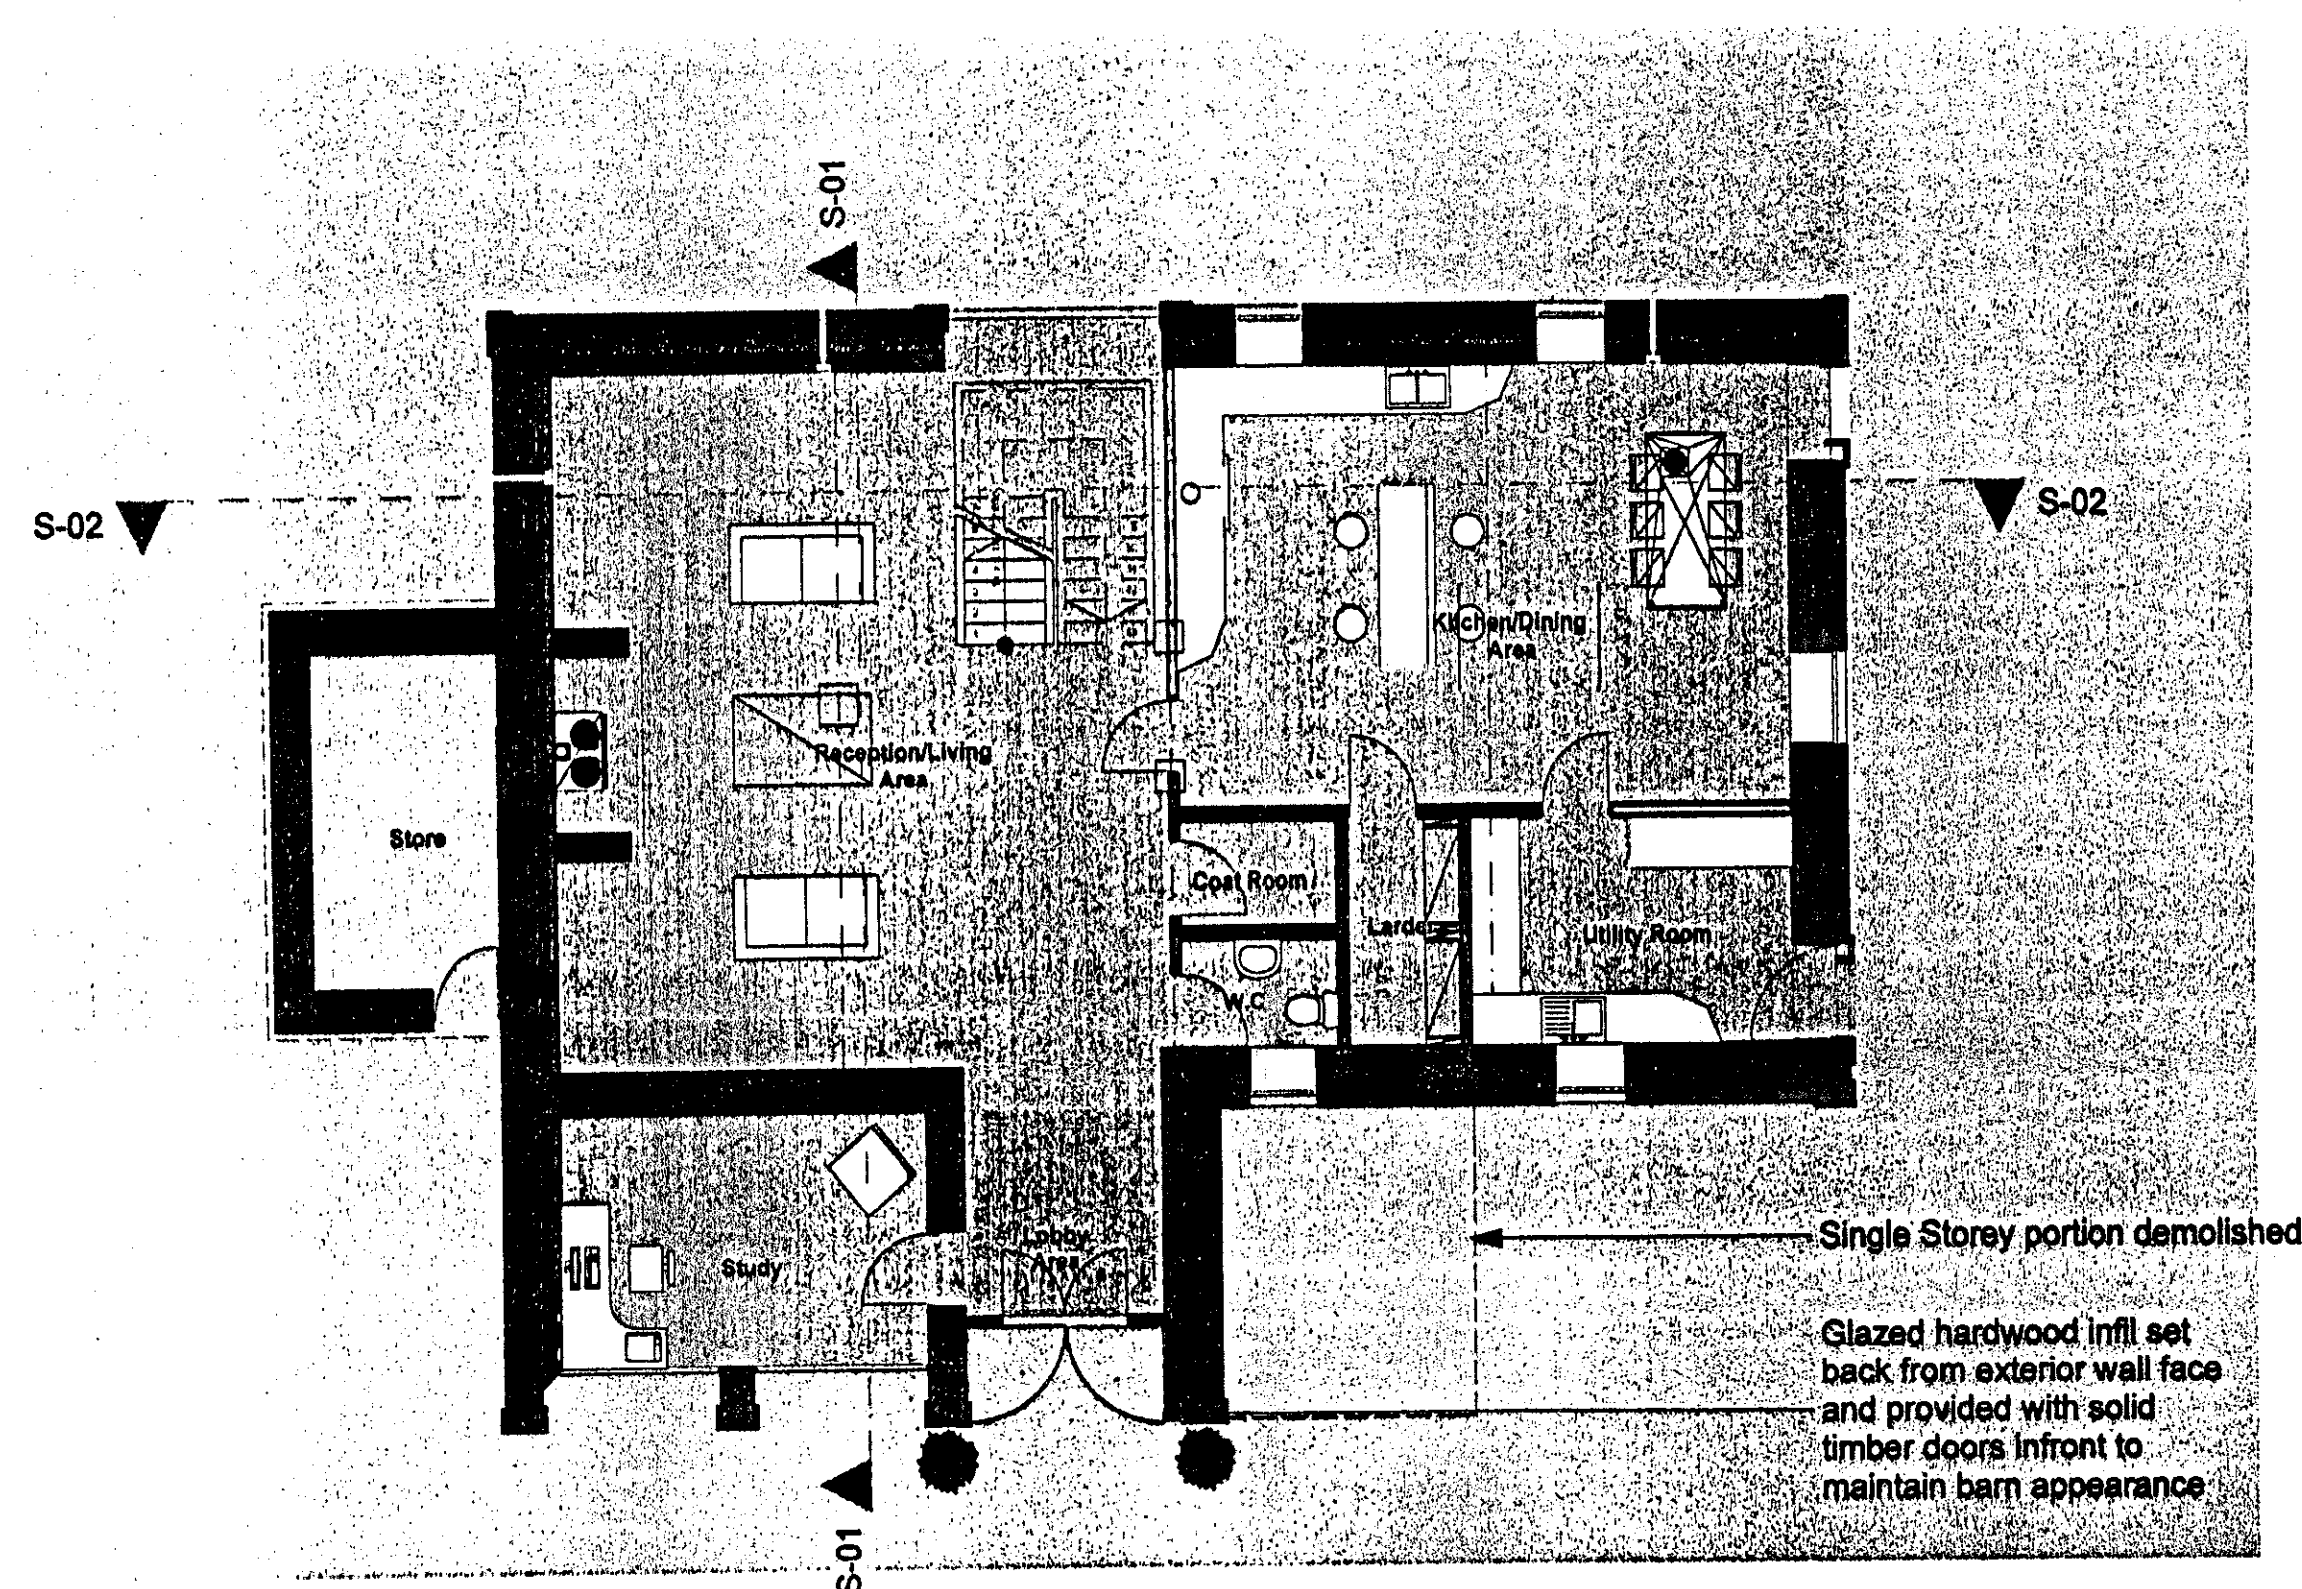 S-01
S-02
S-02
Kitchen/Dining
Area
Reception/Living
Area
Store
Coat Room
Larder
Utility Room
W.C
Lobby
Area
Study
Single Storey portion demolished
Glazed hardwood infil set
back from exterior wall face
and provided with solid
timber doors infront to
maintain barn appearance
S-01